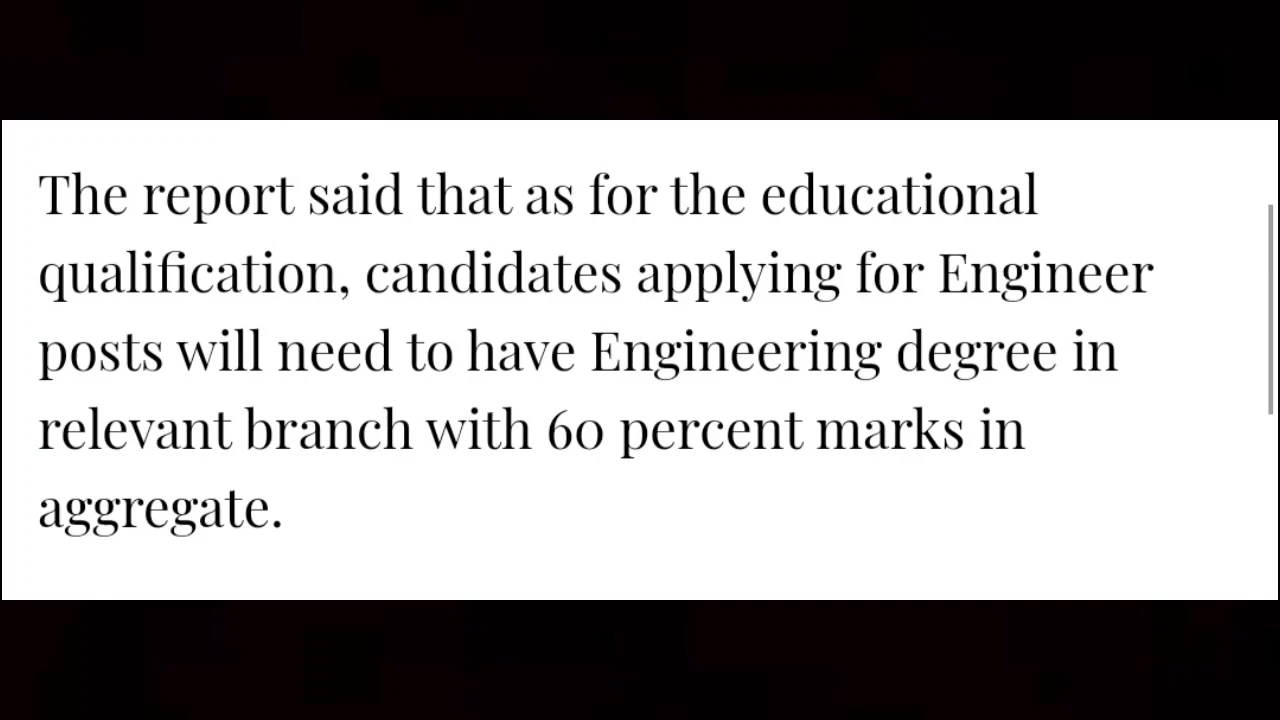 The report said that as for the educational
qualification, candidates applying for Engineer
posts will need to have Engineering degree in
relevant branch with 60 percent marks in
aggregate.